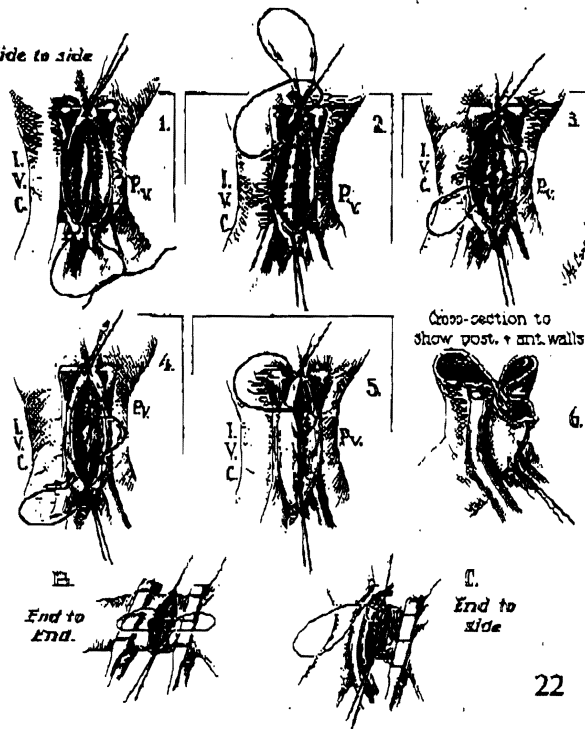 ide to side
1.
I.
V.
C.
P.V.
2.
I.
V.
C.
P.V.
3.
I.
V.
C.
P.V.
4.
I.
V.
C.
P.V.
5.
I.
V.
C.
P.V.
Cross-section to
show post. + ant. walls
6.
B.
End to
End.
C.
End to
side
22